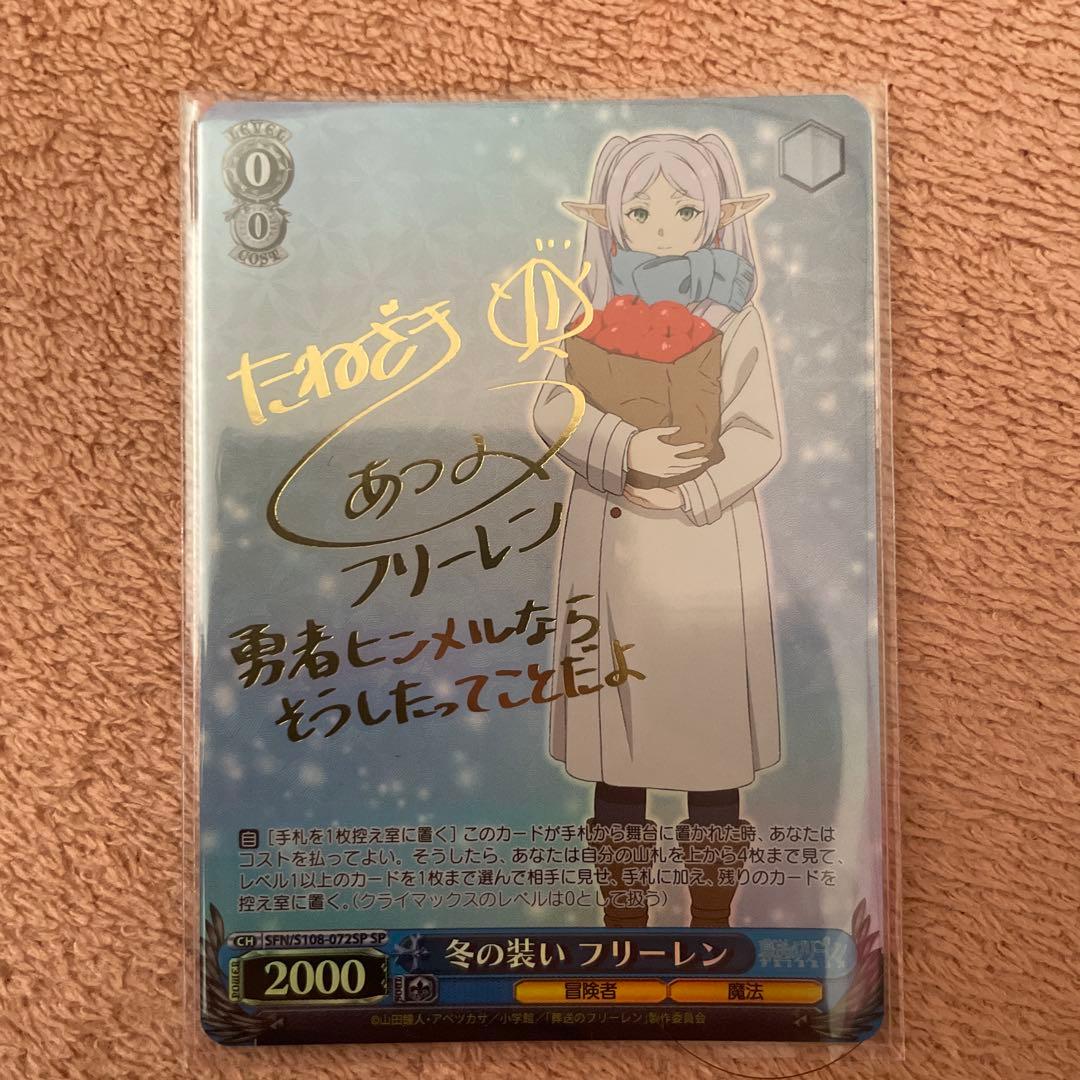 LEVEL
0
0
COST
たねざき
あつみ
フリーレン
勇者ヒンメルなら
そうしたってことだよ
自 [手札を1枚控え室に置く] このカードが手札から舞台に置かれた時、あなたは
コストを払ってよい。そうしたら、あなたは自分の山札を上から4枚まで見て、
レベル1以上のカードを1枚まで選んで相手に見せ、手札に加え、残りのカードを
控え室に置く。(クライマックスのレベルは0として扱う)
CH SFN/S108-072SP SP
冬の装い フリーレン
POWER 2000 SOUL
冒険者 魔法
©山田鐘人・アベツカサ/小学館/「葬送のフリーレン」製作委員会